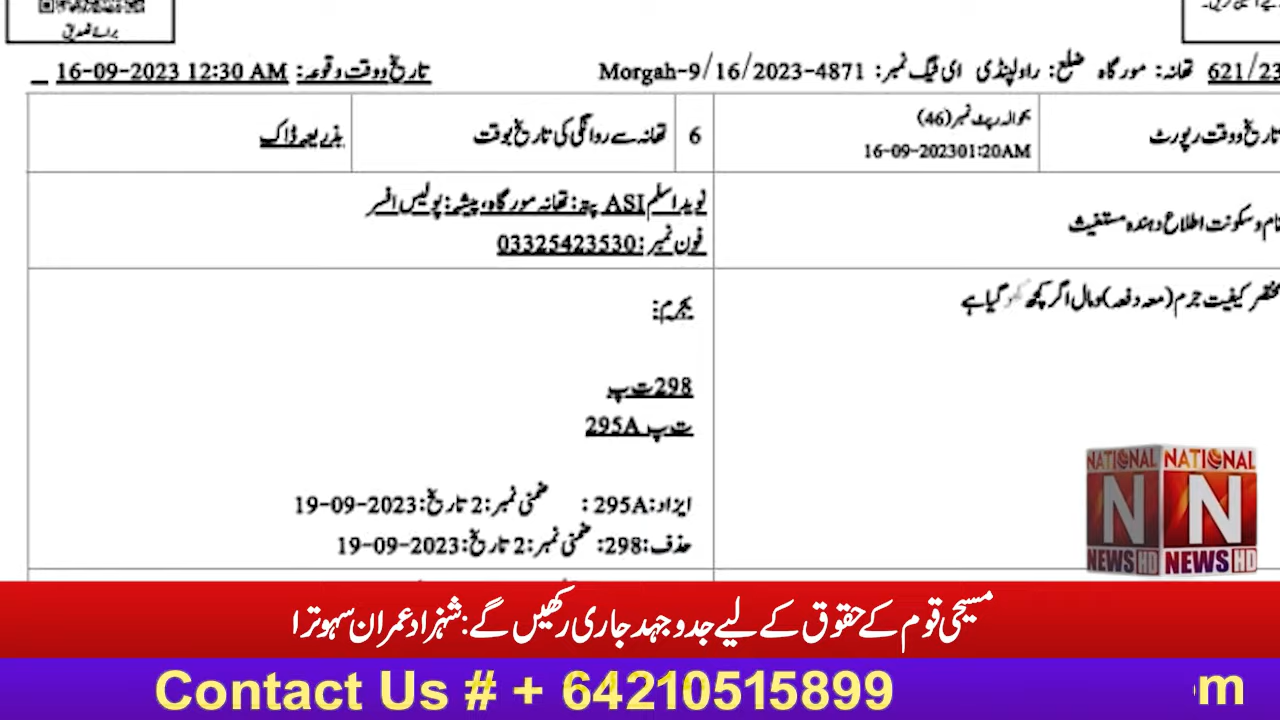 برائے تصدیق
621/23 تھانہ: مورگاہ ضلع: راولپنڈی ای ٹیگ نمبر: Morgah-9/16/2023-4871 تاریخ ووقت وقوعہ: 16-09-2023 12:30 AM
تاریخ ووقت رپورٹ
بحوالہ رپٹ نمبر(46)
16-09-202301:20AM
6
تھانہ سے روانگی کی تاریخ بوقت
بذریعہ ڈاک
نام وسکونت اطلاع دہندہ مستغیث
نوید اسلم ASI پتہ: تھانہ مورگاہ، پیشہ: پولیس افسر
فون نمبر: 03325423530
مختصر کیفیت جرم (معہ دفعہ) ومال اگر کچھ کھو گیا ہے
بجرم:
298ت پ
295A ت پ
ایزاد: 295A: ضمنی نمبر: 2 تاریخ: 19-09-2023
حذف: 298: ضمنی نمبر: 2 تاریخ: 19-09-2023
NATIONAL NATIONAL
N N
NEWS HD NEWS HD
مسیحی قوم کے حقوق کے لیے جدوجہد جاری رکھیں گے: شہزاد عمران سہوترا
Contact Us # + 64210515899
m